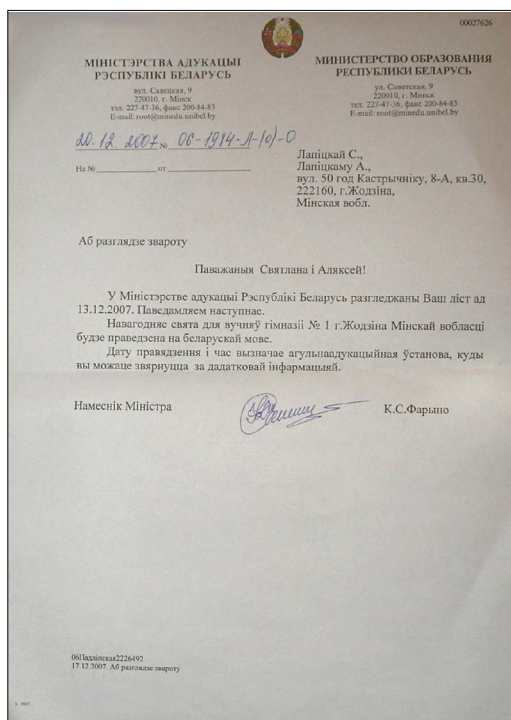 00027626
МІНІСТЭРСТВА АДУКАЦЫІ
РЭСПУБЛІКІ БЕЛАРУСЬ
вул. Савецкая, 9
220010, г. Мінск
тэл. 227-47-36, факс 200-84-83
E-mail: root@minedu.unibel.by
МИНИСТЕРСТВО ОБРАЗОВАНИЯ
РЕСПУБЛИКИ БЕЛАРУСЬ
ул. Советская, 9
220010, г. Минск
тел. 227-47-36, факс 200-84-83
E-mail: root@minedu.unibel.by
20.12.2007 № 06-19/4-Л-(0)-0
На № от
Лапіцкай С.,
Лапіцкаму А.,
вул. 50 год Кастрычніку, 8-А, кв.30,
222160, г.Жодзіна,
Мінская вобл.
Аб разглядзе звароту
Паважаныя Святлана і Аляксей!
У Міністэрстве адукацыі Рэспублікі Беларусь разгледжаны Ваш ліст ад
13.12.2007. Паведамляем наступнае.
Навагодняе свята для вучняў гімназіі № 1 г.Жодзіна Мінскай вобласці
будзе праведзена на беларускай мове.
Дату правядзення і час вызначае агульнаадукацыйная ўстанова, куды
вы можаце звярнуцца за дадатковай інфармацыяй.
Намеснік Міністра
К.С.Фарыно
17.12.2007. Аб разглядзе звароту